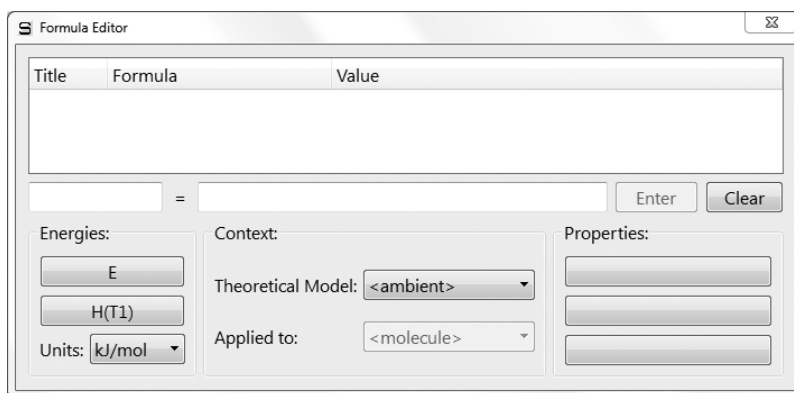 S Formula Editor
Title Formula Value
= Enter Clear
Energies: Context: Properties:
E
Theoretical Model: <ambient>
H(T1)
Applied to: <molecule>
Units: kJ/mol